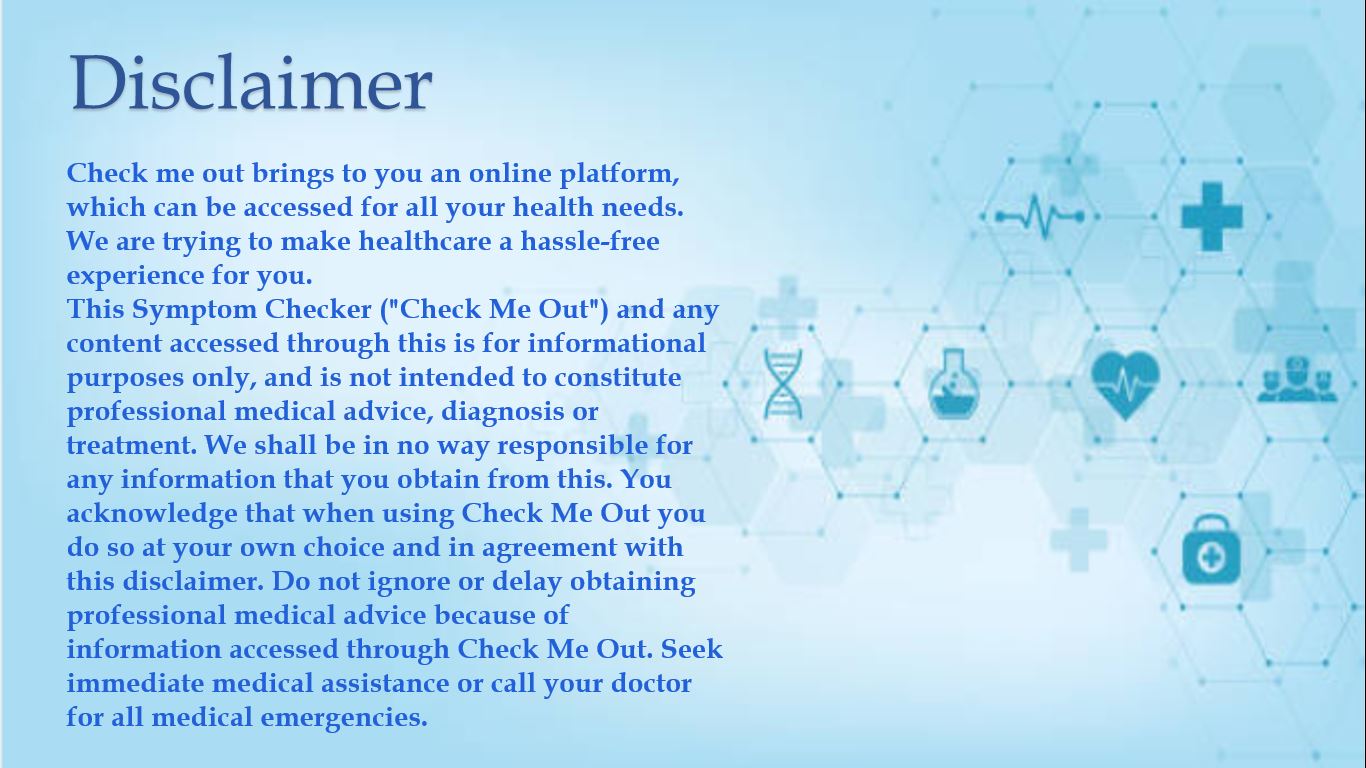 Disclaimer
Check me out brings to you an online platform,
which can be accessed for all your health needs.
We are trying to make healthcare a hassle-free
experience for you.
This Symptom Checker ("Check Me Out") and any
content accessed through this is for informational
purposes only, and is not intended to constitute
professional medical advice, diagnosis or
treatment. We shall be in no way responsible for
any information that you obtain from this. You
acknowledge that when using Check Me Out you
do so at your own choice and in agreement with
this disclaimer. Do not ignore or delay obtaining
professional medical advice because of
information accessed through Check Me Out. Seek
immediate medical assistance or call your doctor
for all medical emergencies.